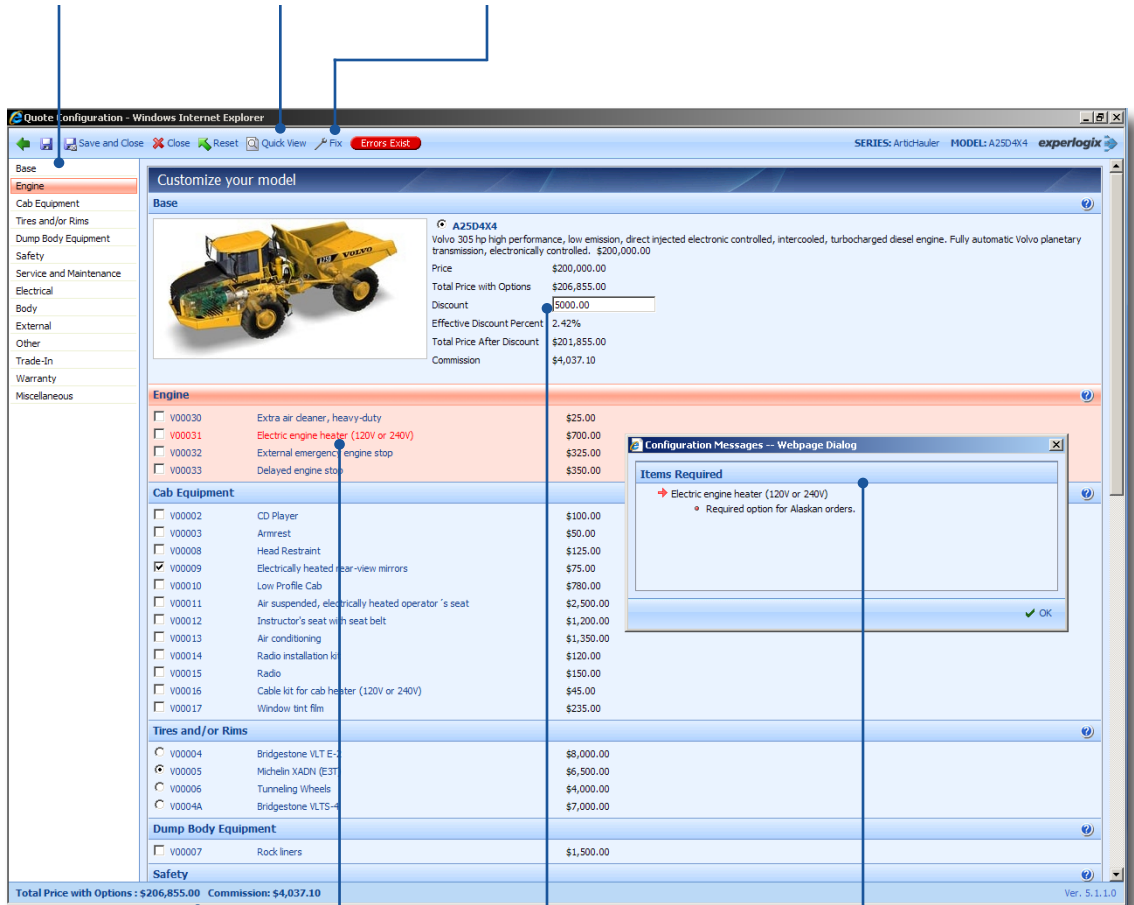 Quote Configuration - Windows Internet Explorer
Save and Close Close Reset Quick View Fix Errors Exist SERIES: ArticHauler MODEL: A25D4X4 experlogix
Base
Engine
Cab Equipment
Tires and/or Rims
Dump Body Equipment
Safety
Service and Maintenance
Electrical
Body
External
Other
Trade-In
Warranty
Miscellaneous
Customize your model
Base
A25D
VOLVO
A25D4X4
Volvo 305 hp high performance, low emission, direct injected electronic controlled, intercooled, turbocharged diesel engine. Fully automatic Volvo planetary
transmission, electronically controlled. $200,000.00
Price $200,000.00
Total Price with Options $206,855.00
Discount 5000.00
Effective Discount Percent 2.42%
Total Price After Discount $201,855.00
Commission $4,037.10
Engine
V00030 Extra air cleaner, heavy-duty $25.00
V00031 Electric engine heater (120V or 240V) $700.00
V00032 External emergency engine stop $325.00
V00033 Delayed engine stop $350.00
Configuration Messages -- Webpage Dialog
Items Required
Electric engine heater (120V or 240V)
Required option for Alaskan orders.
OK
Cab Equipment
V00002 CD Player $100.00
V00003 Armrest $50.00
V00008 Head Restraint $125.00
V00009 Electrically heated rear-view mirrors $75.00
V00010 Low Profile Cab $780.00
V00011 Air suspended, electrically heated operator´s seat $2,500.00
V00012 Instructor's seat with seat belt $1,200.00
V00013 Air conditioning $1,350.00
V00014 Radio installation kit $120.00
V00015 Radio $150.00
V00016 Cable kit for cab heater (120V or 240V) $45.00
V00017 Window tint film $235.00
Tires and/or Rims
V00004 Bridgestone VLT E-2 $8,000.00
V00005 Michelin XADN (E3T) $6,500.00
V00006 Tunneling Wheels $4,000.00
V0004A Bridgestone VLTS-4 $7,000.00
Dump Body Equipment
V00007 Rock liners $1,500.00
Safety
Total Price with Options : $206,855.00 Commission: $4,037.10 Ver. 5.1.1.0